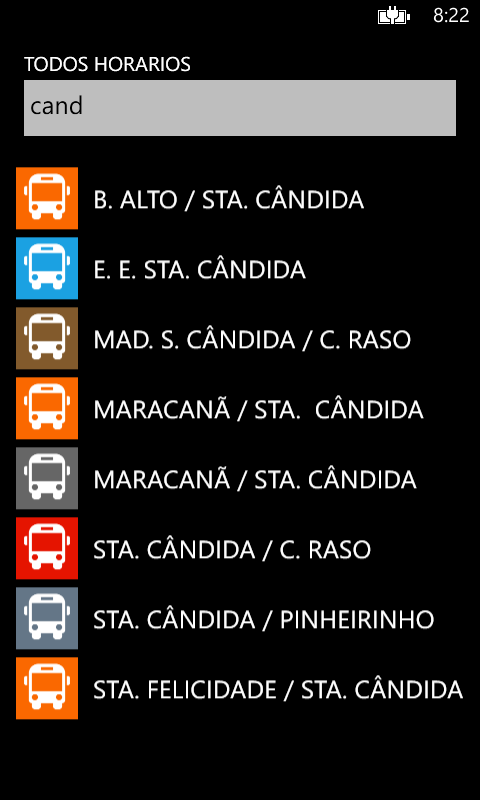 8:22
TODOS HORARIOS
cand
B. ALTO / STA. CÂNDIDA
E. E. STA. CÂNDIDA
MAD. S. CÂNDIDA / C. RASO
MARACANÃ / STA.  CÂNDIDA
MARACANÃ / STA. CÂNDIDA
STA. CÂNDIDA / C. RASO
STA. CÂNDIDA / PINHEIRINHO
STA. FELICIDADE / STA. CÂNDIDA